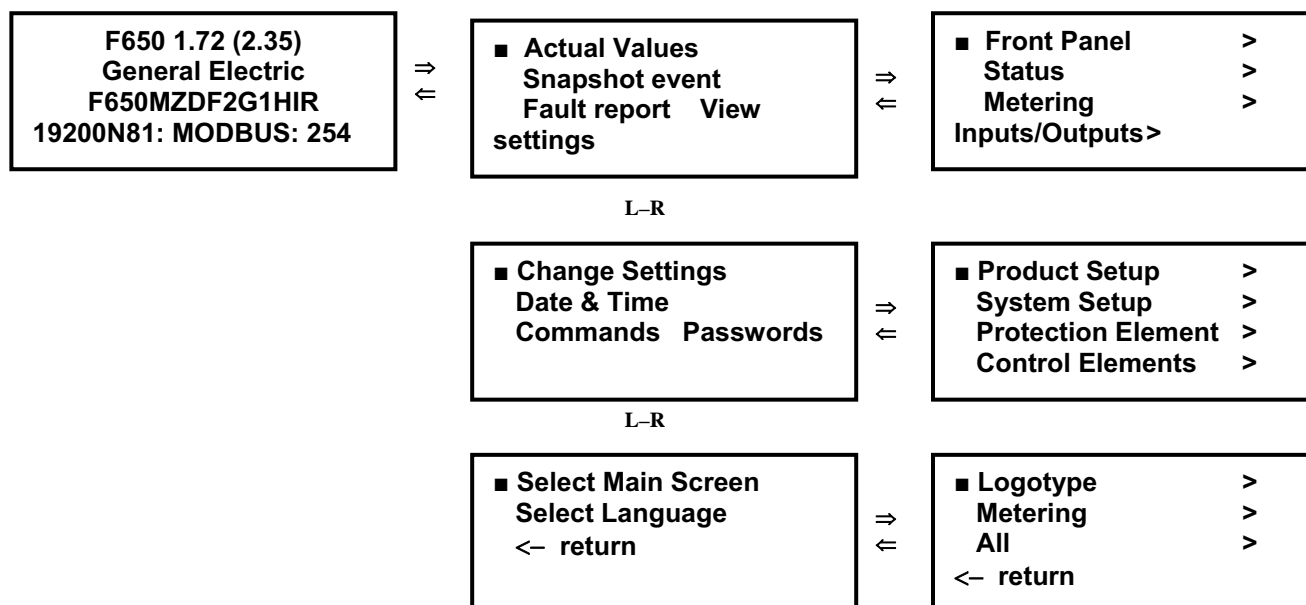 F650 1.72 (2.35)
General Electric
F650MZDF2G1HIR
19200N81: MODBUS: 254
⇒
⇐
■ Actual Values
Snapshot event
Fault report View
settings
⇒
⇐
■ Front Panel >
Status >
Metering >
Inputs/Outputs>
L–R
■ Change Settings
Date & Time
Commands Passwords
⇒
⇐
■ Product Setup >
System Setup >
Protection Element >
Control Elements >
L–R
■ Select Main Screen
Select Language
<– return
⇒
⇐
■ Logotype >
Metering >
All >
<– return